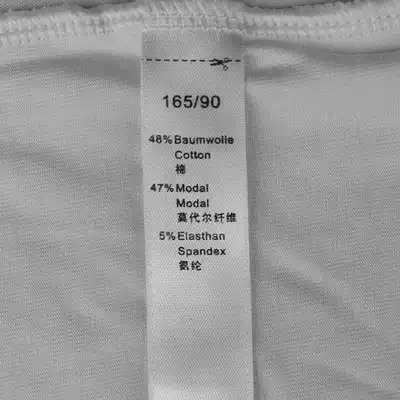 165/90
48% Baumwolle
Cotton
棉
47% Modal
Modal
莫代尔纤维
5% Elasthan
Spandex
氨纶